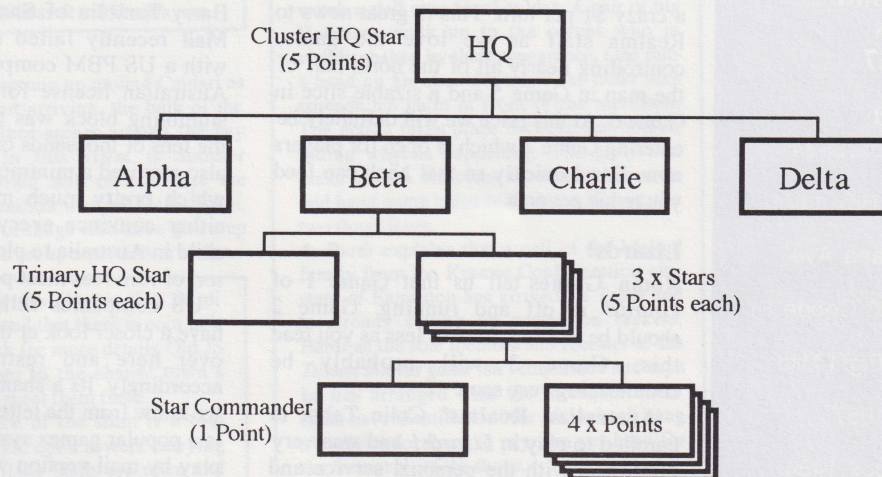 Cluster HQ Star
(5 Points)
HQ
Alpha
Beta
Charlie
Delta
Trinary HQ Star
(5 Points each)
3 x Stars
(5 Points each)
Star Commander
(1 Point)
4 x Points